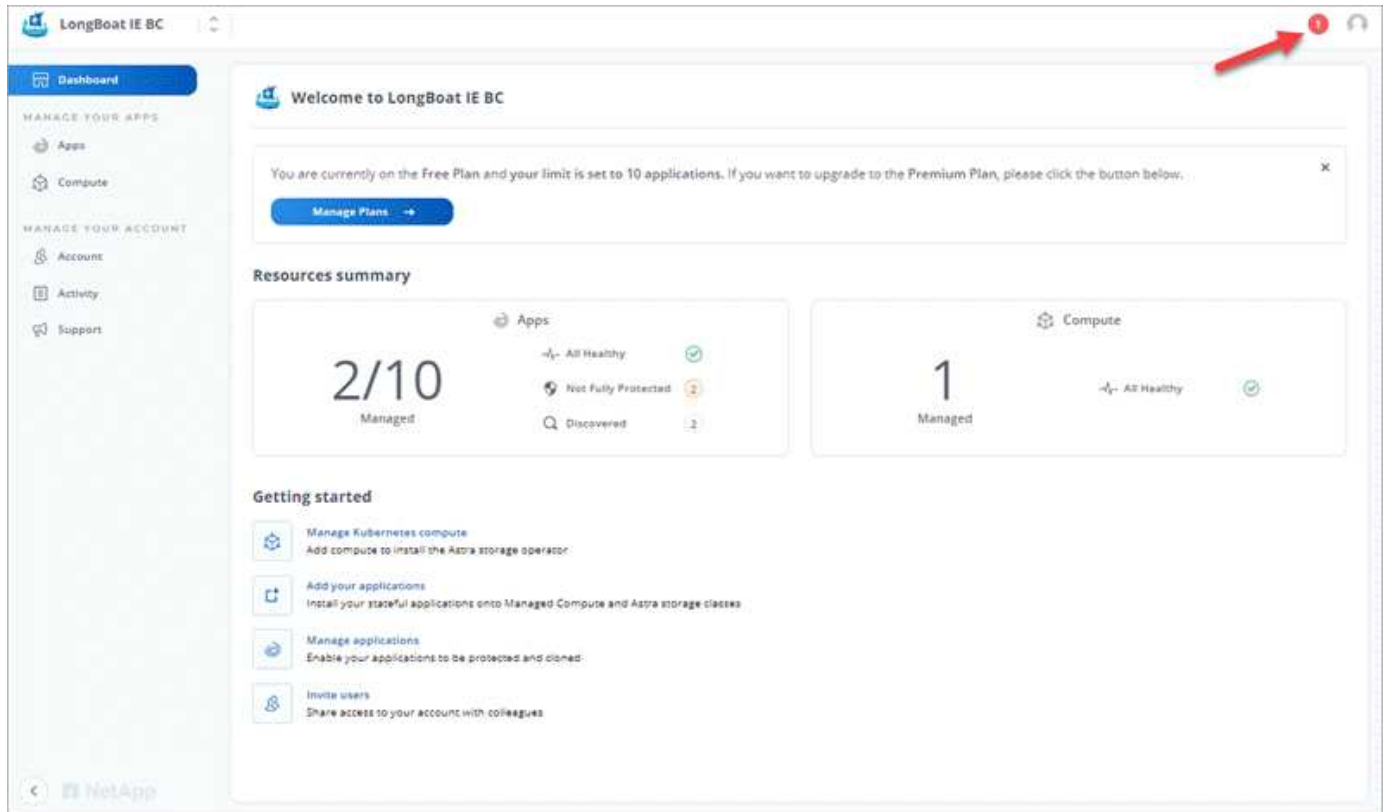 LongBoat IE BC
1
Dashboard
MANAGE YOUR APPS
Apps
Compute
MANAGE YOUR ACCOUNT
Account
Activity
Support
NetApp
Welcome to LongBoat IE BC
You are currently on the Free Plan and your limit is set to 10 applications. If you want to upgrade to the Premium Plan, please click the button below.
Manage Plans →
Resources summary
Apps
2/10
Managed
All Healthy
Not Fully Protected 2
Discovered 2
Compute
1
Managed
All Healthy
Getting started
Manage Kubernetes compute
Add compute to install the Astra storage operator
Add your applications
Install your stateful applications onto Managed Compute and Astra storage classes
Manage applications
Enable your applications to be protected and cloned
Invite users
Share access to your account with colleagues